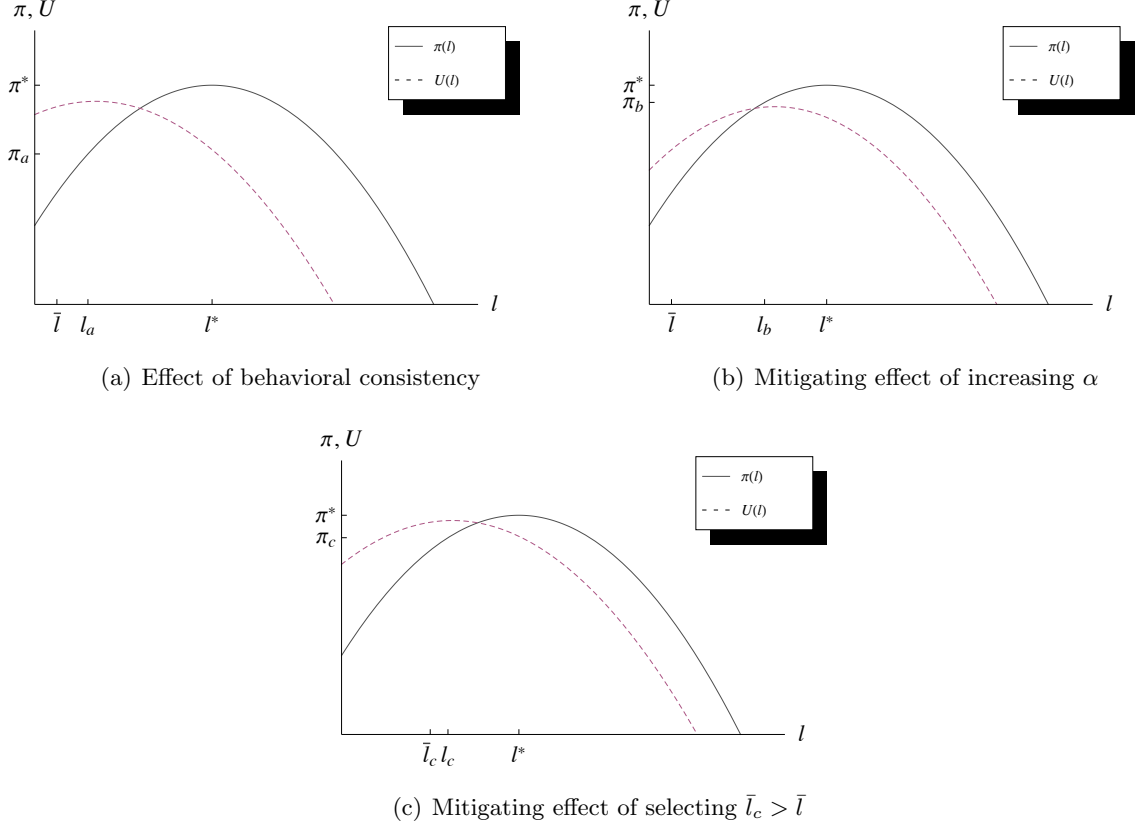 π, U
π(l)
U(l)
π*
π_a
l̄ l_a l* l
(a) Effect of behavioral consistency
π, U
π(l)
U(l)
π*
π_b
l̄ l_b l* l
(b) Mitigating effect of increasing α
π, U
π(l)
U(l)
π*
π_c
l̄_c l_c l* l
(c) Mitigating effect of selecting l̄_c > l̄